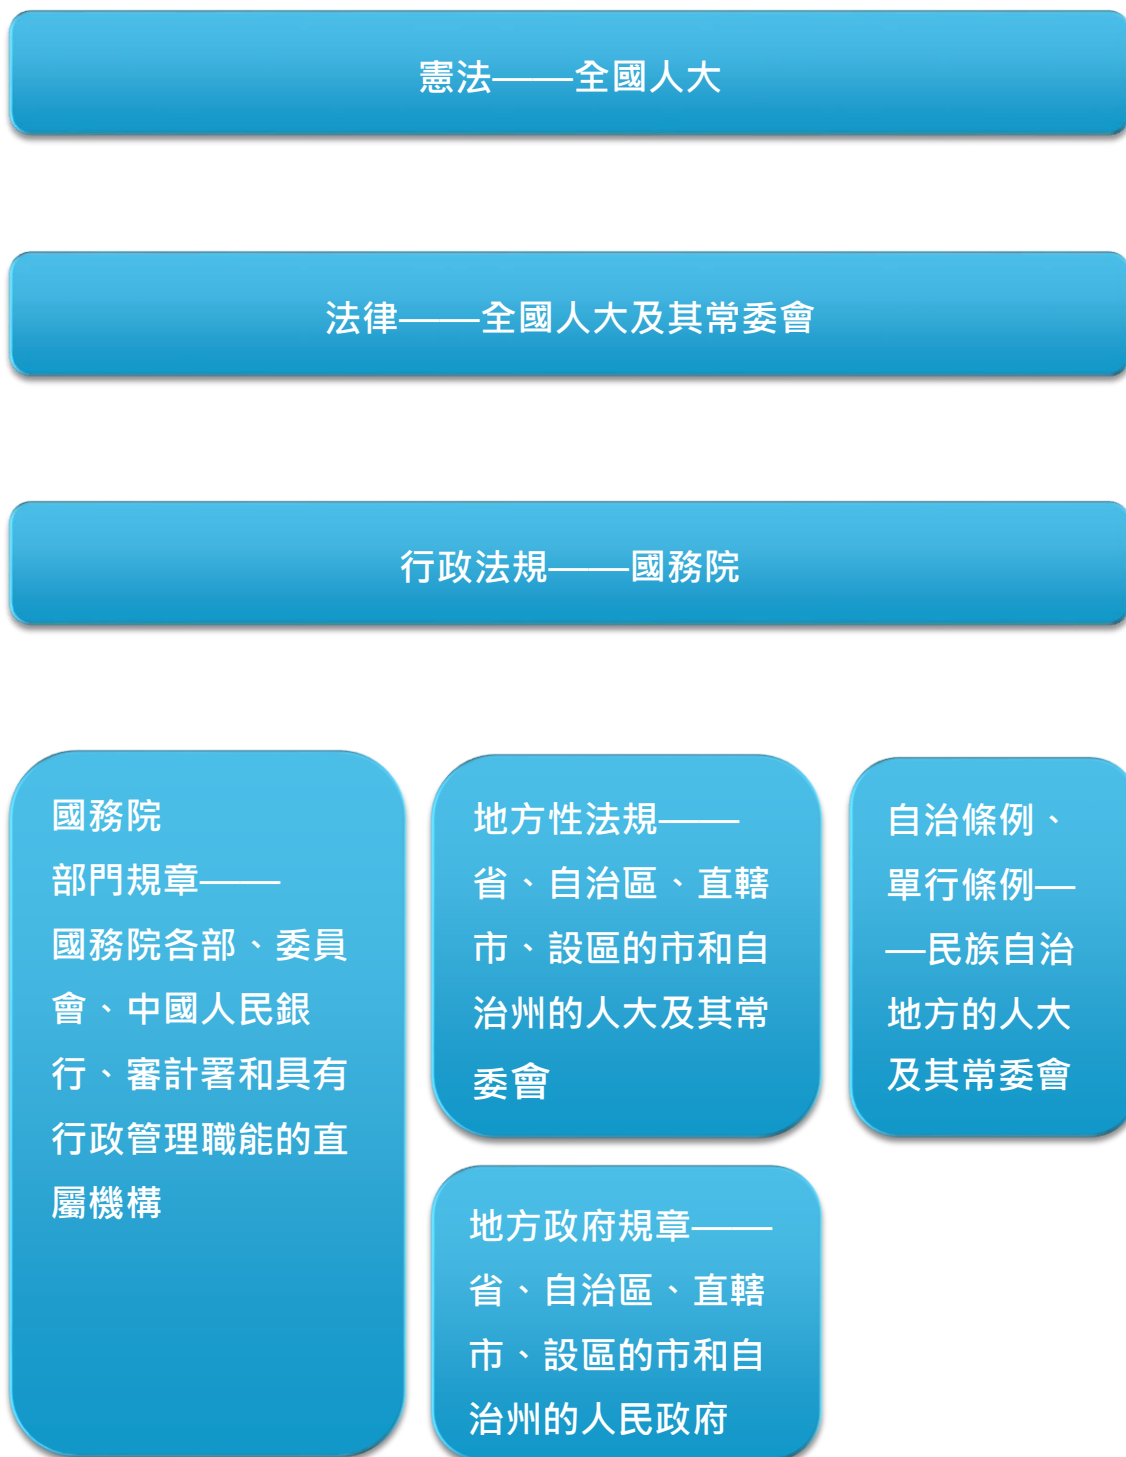 憲法——全國人大
法律——全國人大及其常委會
行政法規——國務院
國務院
部門規章——
國務院各部、委員
會、中國人民銀
行、審計署和具有
行政管理職能的直
屬機構
地方性法規——
省、自治區、直轄
市、設區的市和自
治州的人大及其常
委會
地方政府規章——
省、自治區、直轄
市、設區的市和自
治州的人民政府
自治條例、
單行條例—
—民族自治
地方的人大
及其常委會